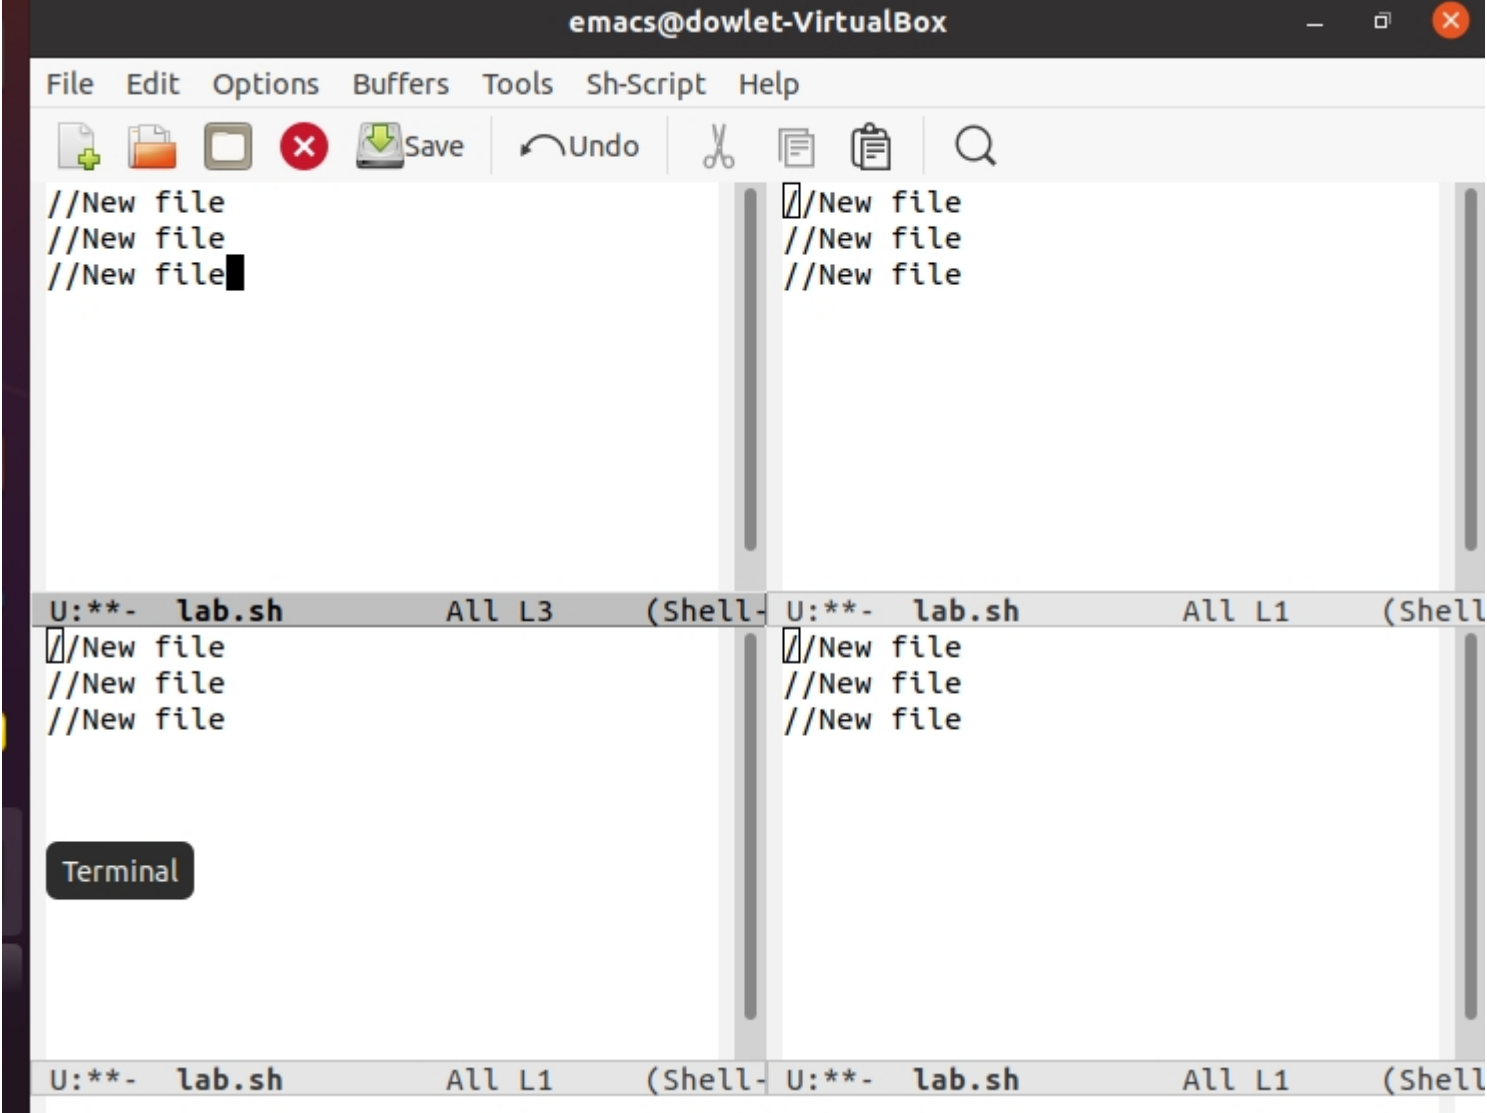 emacs@dowlet-VirtualBox
File Edit Options Buffers Tools Sh-Script Help
Save Undo
//New file
//New file
//New file
U:**- lab.sh All L3 (Shell-
//New file
//New file
//New file
U:**- lab.sh All L1 (Shell
//New file
//New file
//New file
Terminal
U:**- lab.sh All L1 (Shell-
//New file
//New file
//New file
U:**- lab.sh All L1 (Shell